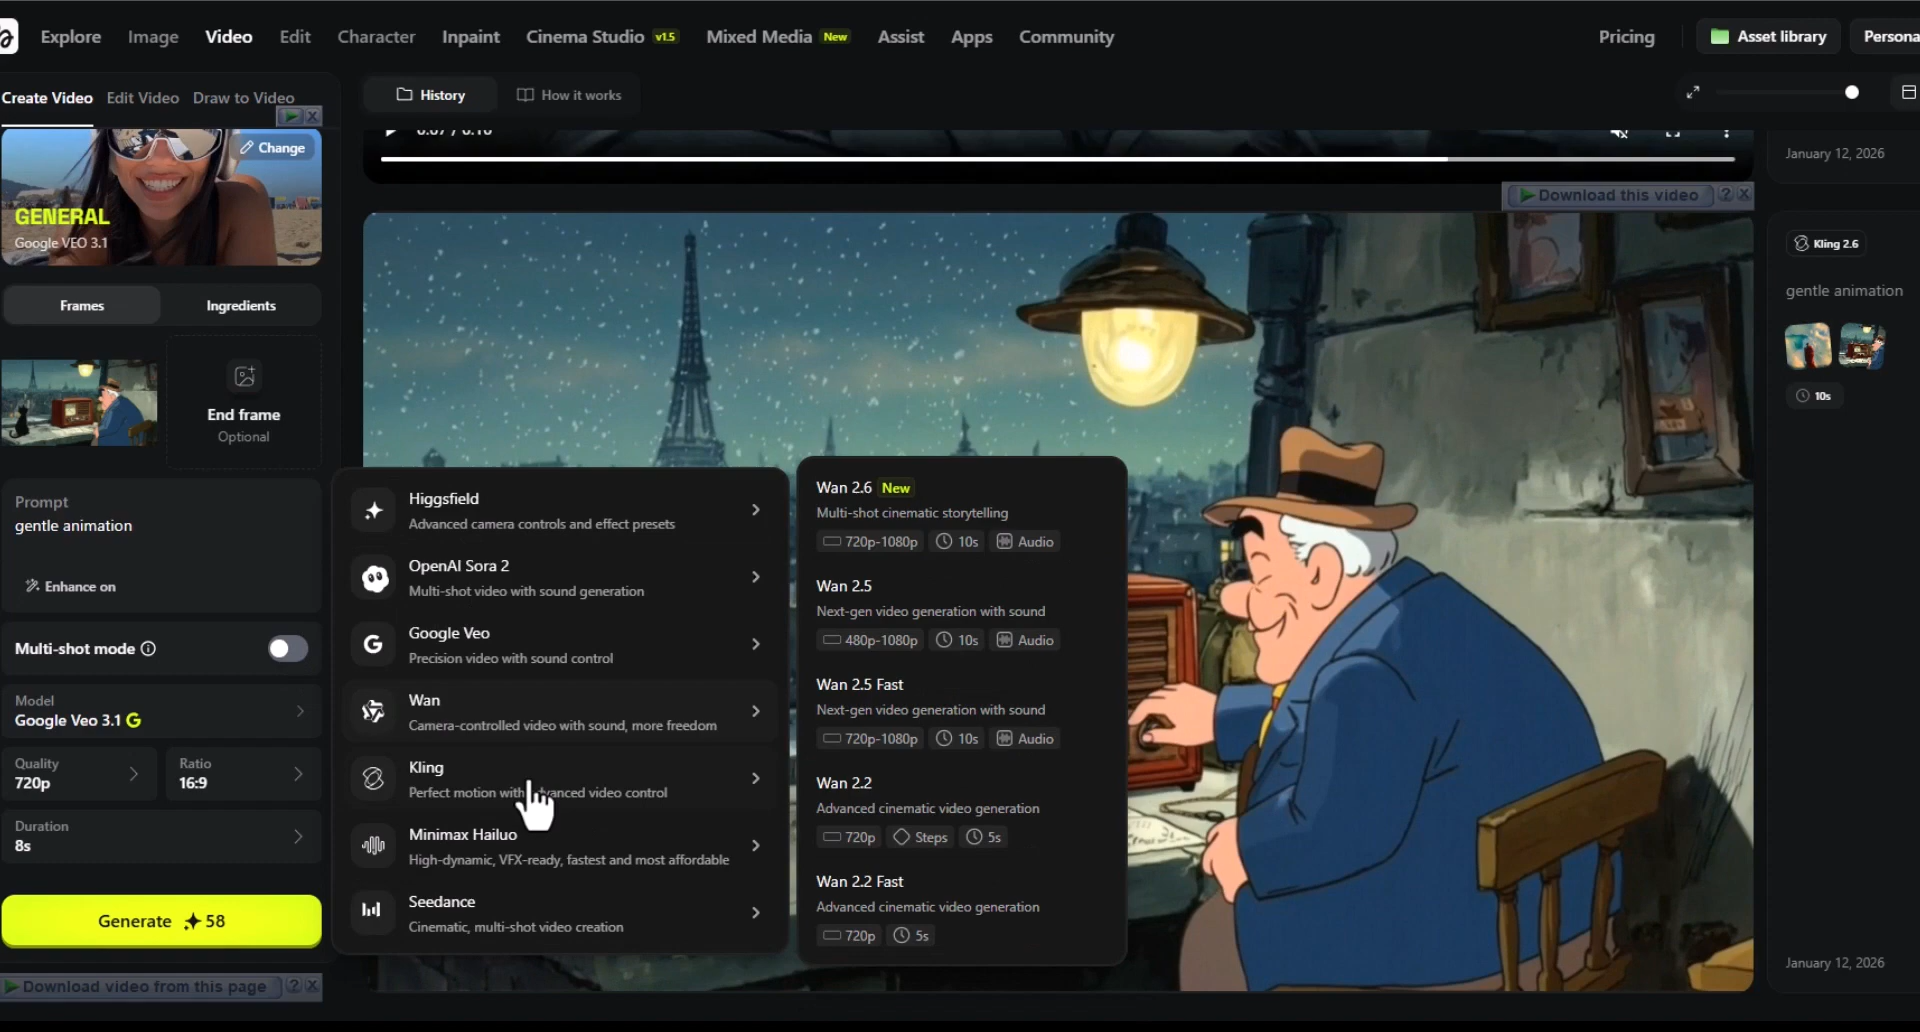 Explore
Image
Video
Edit
Character
Inpaint
Cinema Studio v1.5
Mixed Media New
Assist
Apps
Community
Pricing
Asset library
Persona
Create Video
Edit Video
Draw to Video
History
How it works
Change
GENERAL
Google VEO 3.1
Frames
Ingredients
End frame
Optional
Prompt
gentle animation
Enhance on
Multi-shot mode
Model
Google Veo 3.1
Quality
720p
Ratio
16:9
Duration
8s
Generate 58
Download video from this page ?
Download this video ?
Higgsfield
Advanced camera controls and effect presets
OpenAI Sora 2
Multi-shot video with sound generation
Google Veo
Precision video with sound control
Wan
Camera-controlled video with sound, more freedom
Kling
Perfect motion with vanced video control
Minimax Hailuo
High-dynamic, VFX-ready, fastest and most affordable
Seedance
Cinematic, multi-shot video creation
Wan 2.6 New
Multi-shot cinematic storytelling
720p-1080p 10s Audio
Wan 2.5
Next-gen video generation with sound
480p-1080p 10s Audio
Wan 2.5 Fast
Next-gen video generation with sound
720p-1080p 10s Audio
Wan 2.2
Advanced cinematic video generation
720p Steps 5s
Wan 2.2 Fast
Advanced cinematic video generation
720p 5s
January 12, 2026
Kling 2.6
gentle animation
10s
January 12, 2026